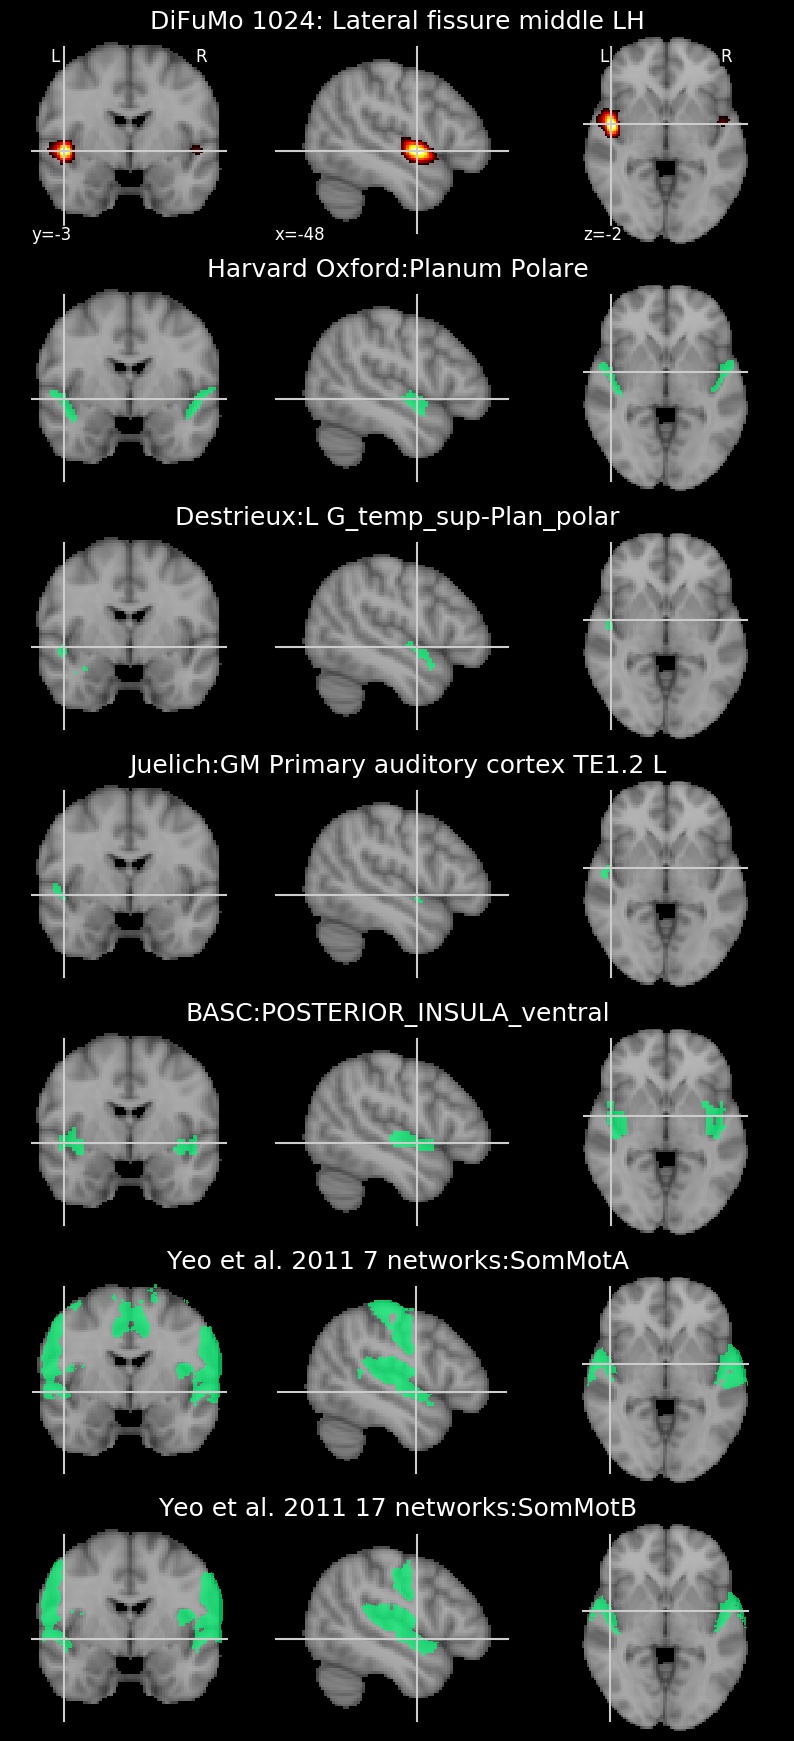 DiFuMo 1024: Lateral fissure middle LH
L R L R
y=-3 x=-48 z=-2
Harvard Oxford:Planum Polare
Destrieux:L G_temp_sup-Plan_polar
Juelich:GM Primary auditory cortex TE1.2 L
BASC:POSTERIOR_INSULA_ventral
Yeo et al. 2011 7 networks:SomMotA
Yeo et al. 2011 17 networks:SomMotB